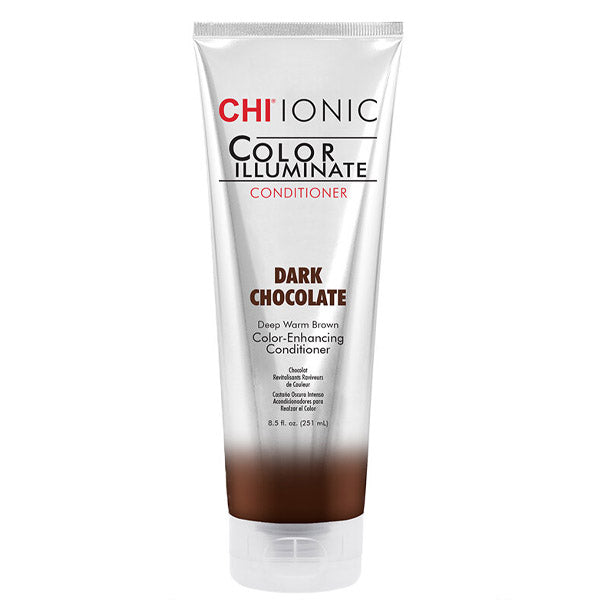 CHI® IONIC
COLOR
ILLUMINATE
CONDITIONER
DARK
CHOCOLATE
Deep Warm Brown
Color-Enhancing
Conditioner
Chocolat
Revitalisants Raviveurs
de Couleur
Castaño Oscuro Intenso
Acondicionadores para
Realzar el Color
8.5 fl. oz. (251 mL)